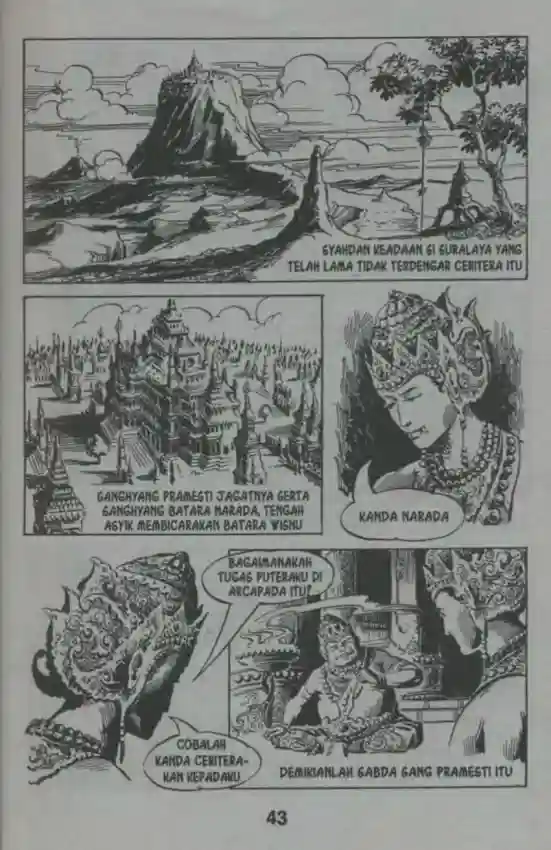 SYAHDAN KEADAAN SI SURALAYA YANG
TELAH LAMA TIDAK TERDENGAR CERITERA ITU
SANGHYANG PRAMESTI JAGATNYA SERTA
SANGHYANG BATARA NARADA, TENGAH
ASYIK MEMBICARAKAN BATARA WISNU
KANDA NARADA
BAGAIMANAKAH
TUGAS PUTERAKU DI
ARCAPADA ITU?
COBALAH
KANDA CERITERA-
KAN KEPADAKU
DEMIKIANLAH SABDA SANG PRAMESTI ITU
43